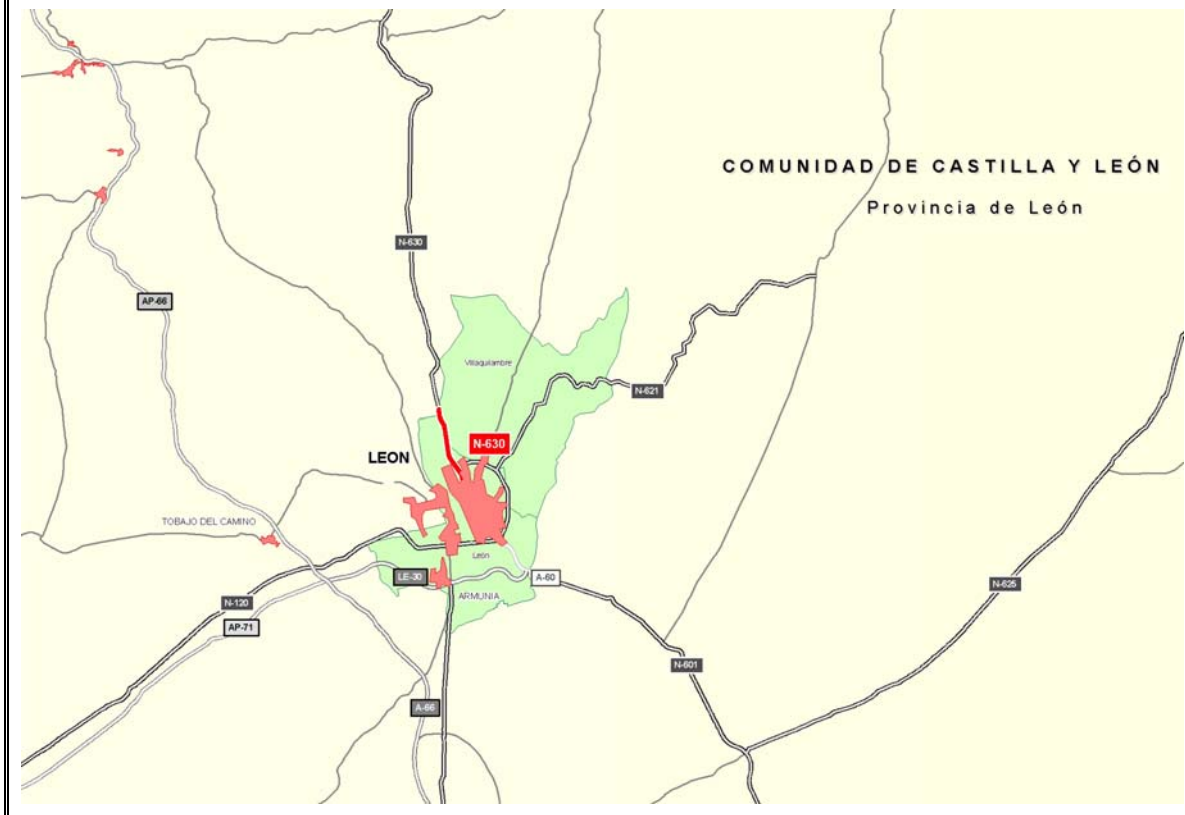 COMUNIDAD DE CASTILLA Y LEÓN
Provincia de León
N-630
AP-66
Villaquilambre
N-621
N-630
LEON
TOBAJO DEL CAMINO
León
LE-30
A-60
N-625
ARMUNIA
N-120
AP-71
N-601
A-66